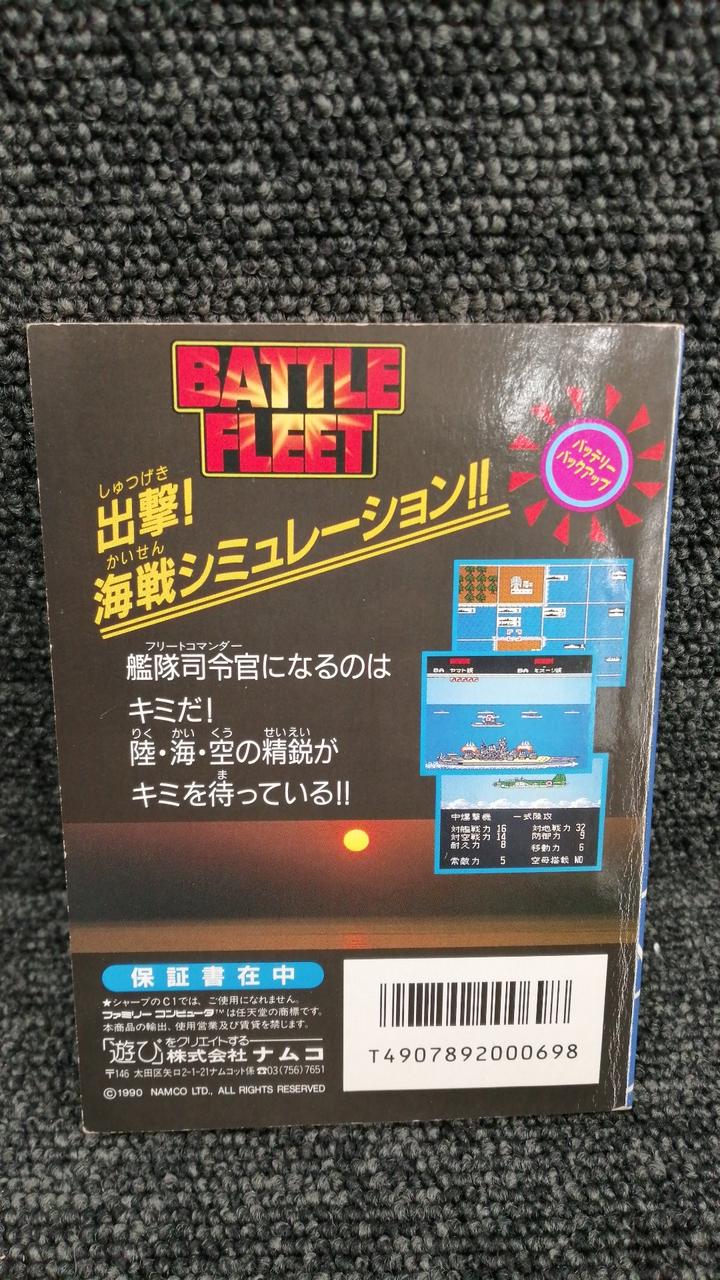 BATTLE
FLEET
バッテリー
バックアップ
しゅつげき
出撃!
かいせん
海戦シミュレーション!!
フリートコマンダー
艦隊司令官になるのは
キミだ!
りく かい くう せいえい
陸・海・空の精鋭が
ま
キミを待っている!!
中爆撃機 一式陸攻
対艦戦力 16 対地戦力 32
対空戦力 14 防御力 9
耐久力 8 移動力 6
索敵力 5 空母搭載 NO
保証書在中
★シャープのC1では、ご使用になれません。
ファミリーコンピュータ™は任天堂の商標です。
本商品の輸出、使用営業及び賃貸を禁じます。
「遊び」をクリエイトする
株式会社ナムコ
〒146 太田区矢口2-1-21ナムコット係 ☎03(756)7651
©1990 NAMCO LTD., ALL RIGHTS RESERVED
T4907892000698